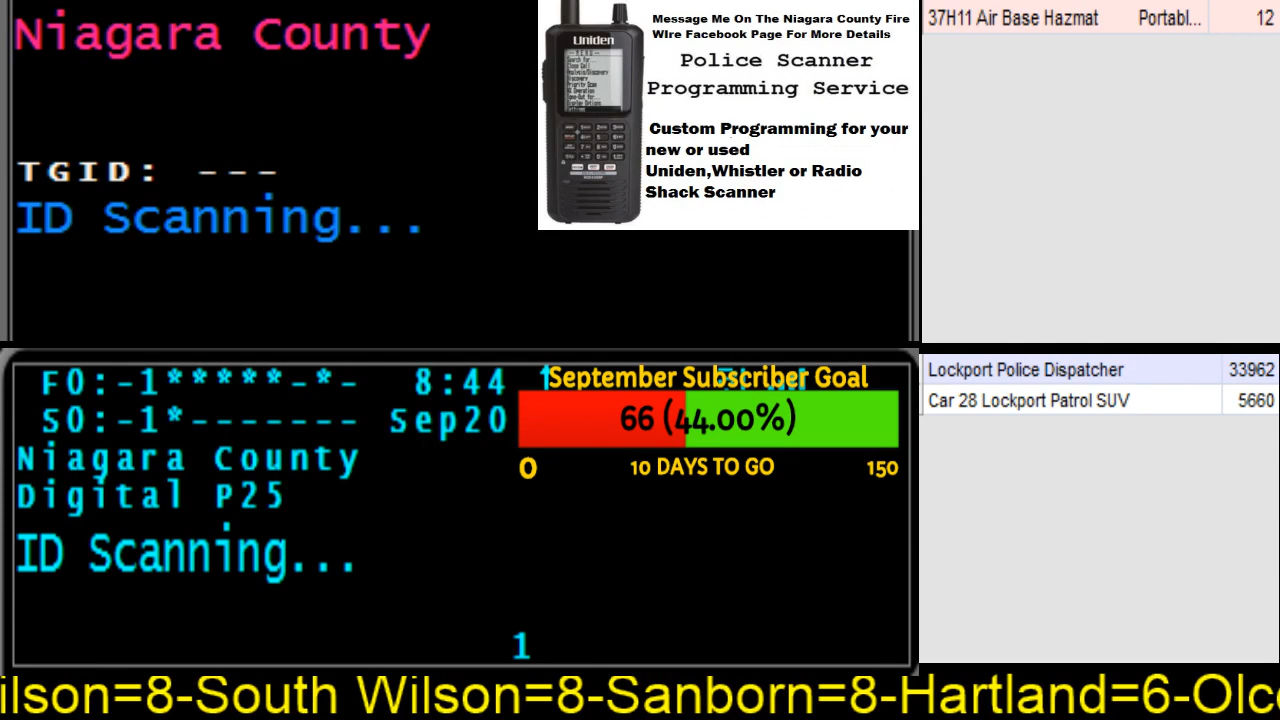 Niagara County
TGID: ---
ID Scanning...
Message Me On The Niagara County Fire
WIre Facebook Page For More Details
Police Scanner
Programming Service
Custom Programming for your
new or used
Uniden,Whistler or Radio
Shack Scanner
Uniden
37H11 Air Base Hazmat Portabl... 12
F0:-1*****-*- 8:44
S0:-1*------- Sep20
Niagara County
Digital P25
ID Scanning...
1
September Subscriber Goal
66 (44.00%)
0 10 DAYS TO GO 150
Lockport Police Dispatcher 33962
Car 28 Lockport Patrol SUV 5660
ilson=8-South Wilson=8-Sanborn=8-Hartland=6-Olc